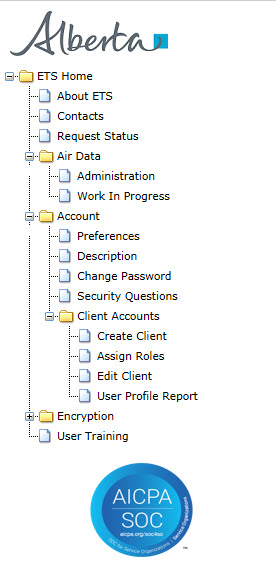 Alberta
ETS Home
About ETS
Contacts
Request Status
Air Data
Administration
Work In Progress
Account
Preferences
Description
Change Password
Security Questions
Client Accounts
Create Client
Assign Roles
Edit Client
User Profile Report
Encryption
User Training
AICPA
SOC
aicpa.org/soc4so
SOC for Service Organizations | Service Organizations
TM